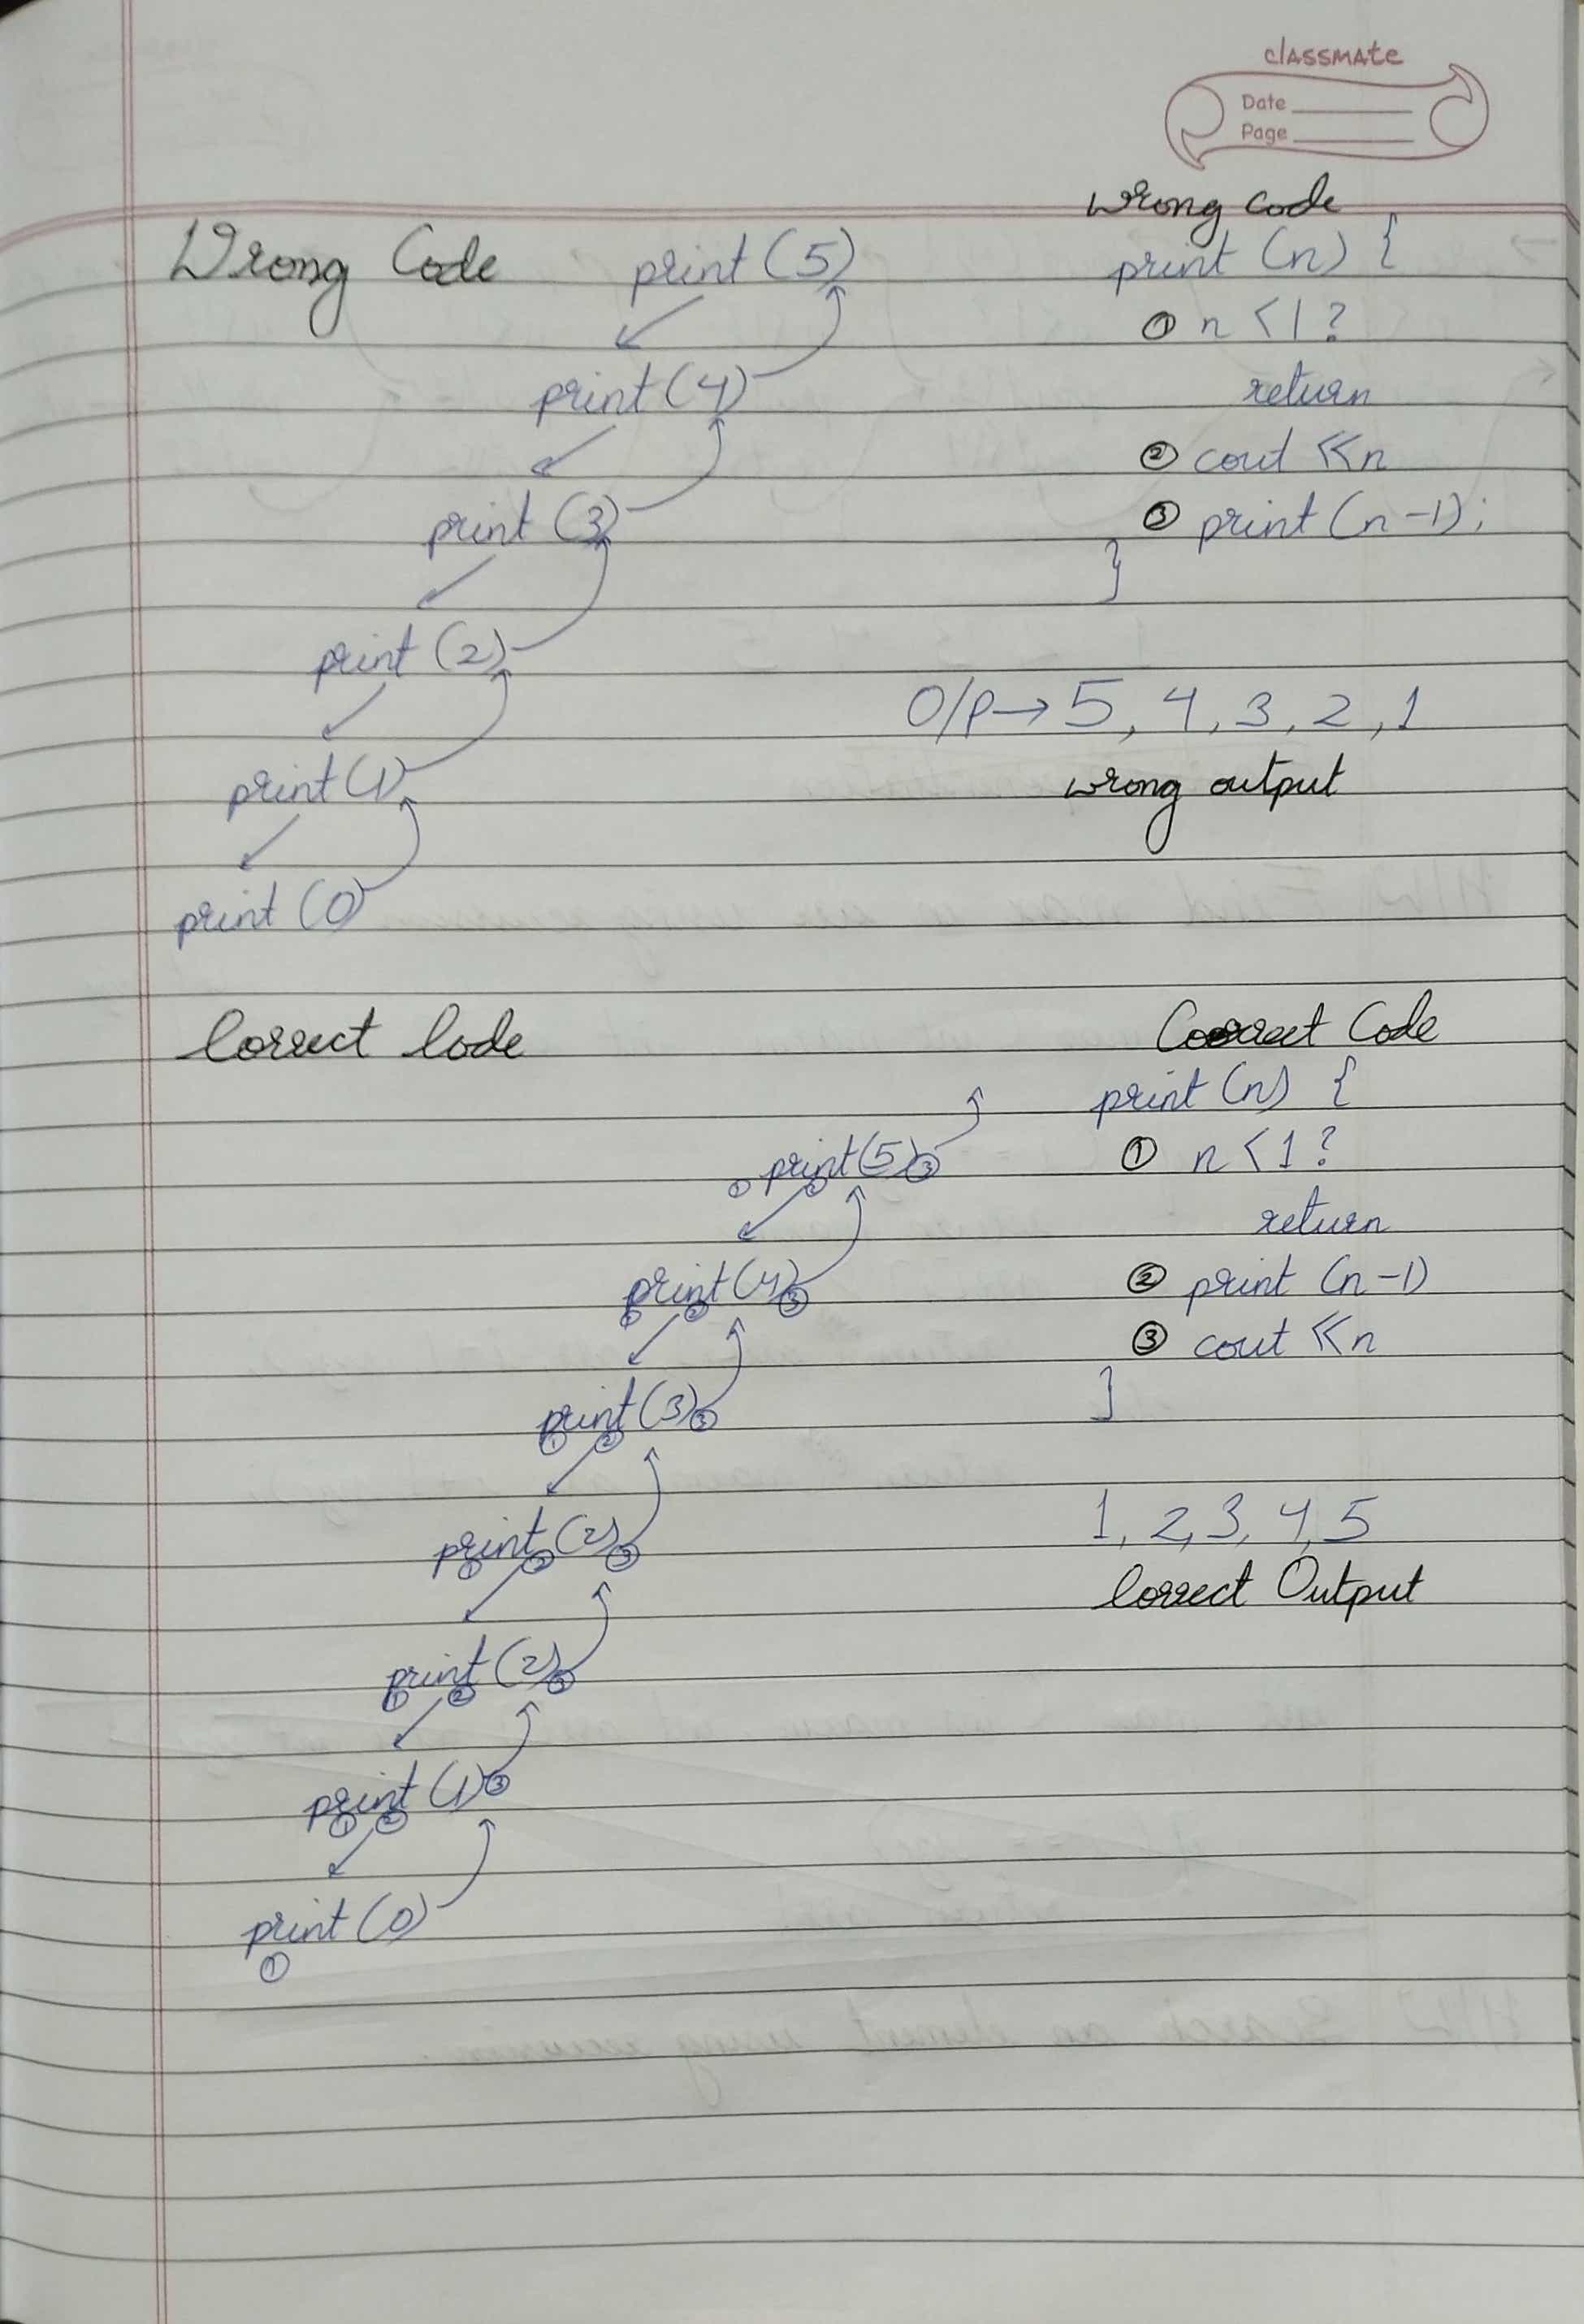 classmate
Date
Page
Wrong Code
print (5)
print (4)
print (3)
print (2)
print (1)
print (0)
Wrong code
print (n) {
① n < 1 ?
return
② cout << n
③ print (n-1);
}
O/P → 5, 4, 3, 2, 1
wrong output
Correct Code
① print (5) ③
②
print (4) ③
① ②
print (3) ③
① ②
print (2) ③
① ②
print (2) ③
① ②
print (1) ③
① ②
print (0)
①
Correct Code
print (n) {
① n < 1 ?
return
② print (n-1)
③ cout << n
}
1, 2, 3, 4, 5
Correct Output